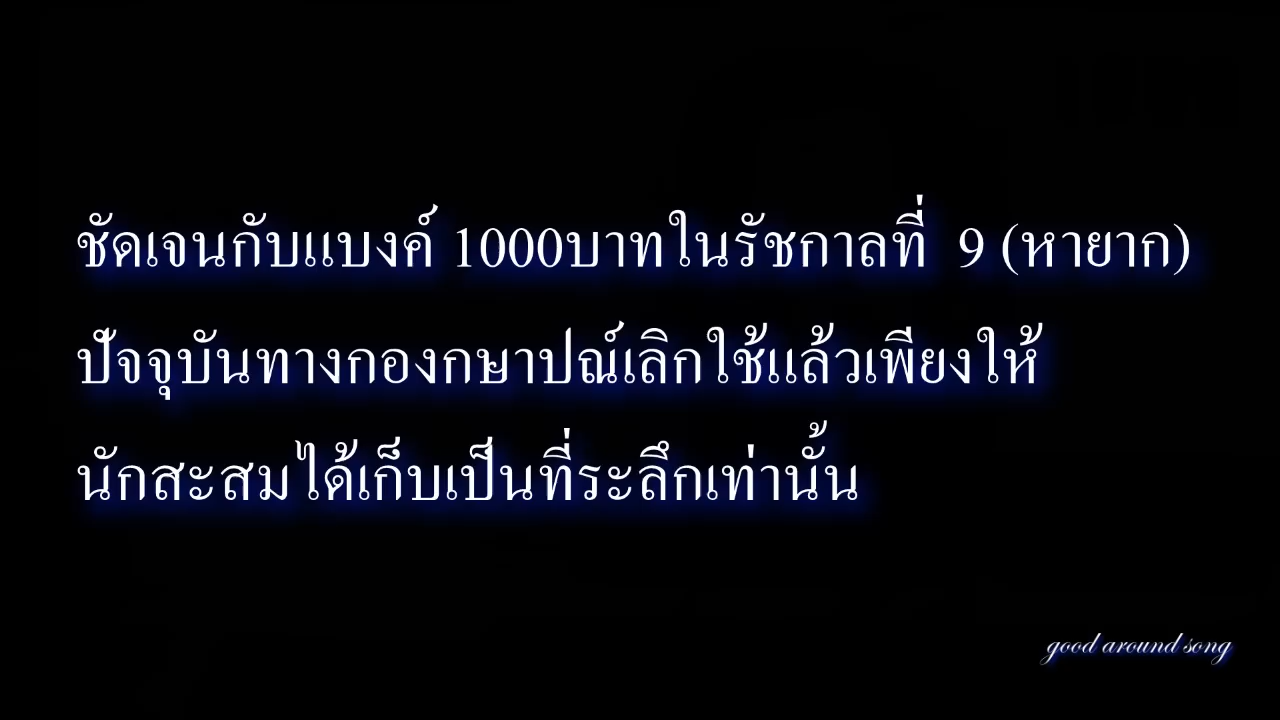 ชัดเจนกับแบงค์ 1000บาทในรัชกาลที่ 9 (หายาก)
ปัจจุบันทางกองกษาปณ์เลิกใช้แล้วเพียงให้
นักสะสมได้เก็บเป็นที่ระลึกเท่านั้น
good around song